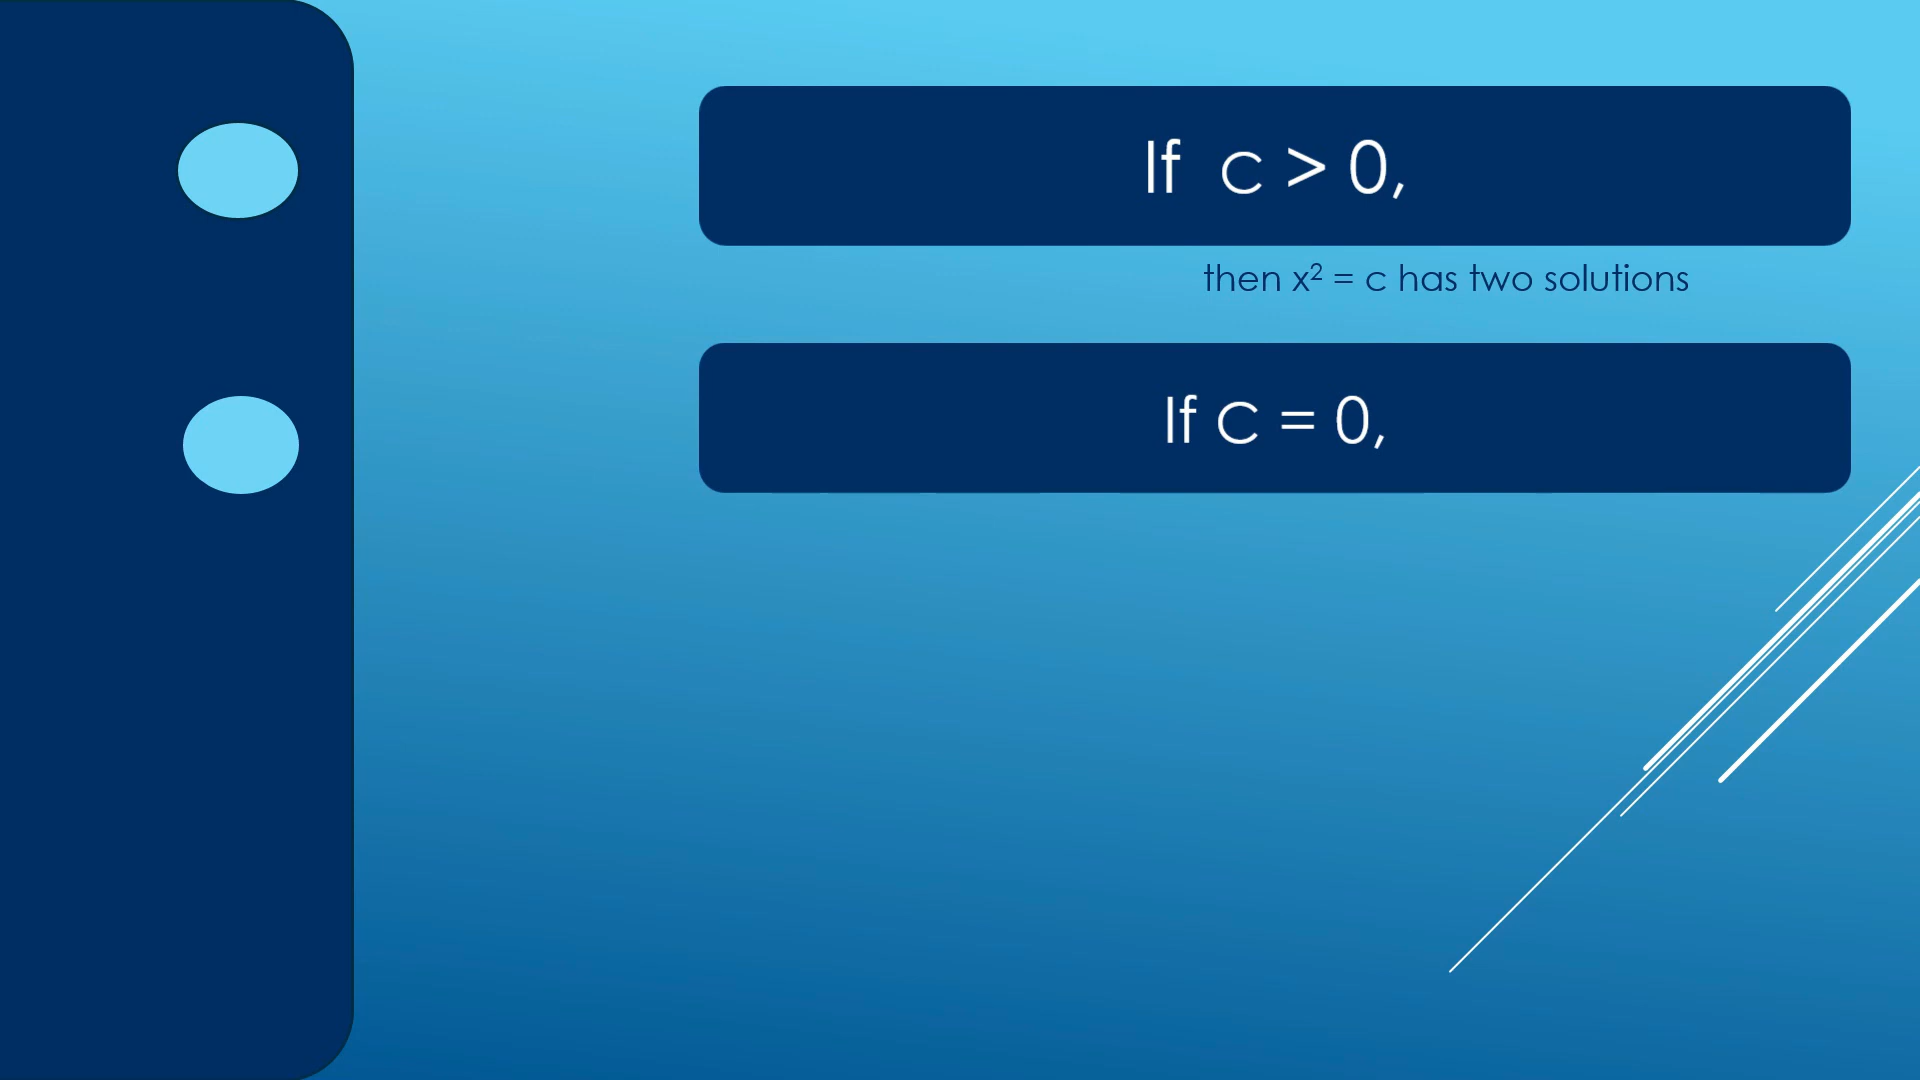 If c > 0,
then x² = c has two solutions
If C = 0,